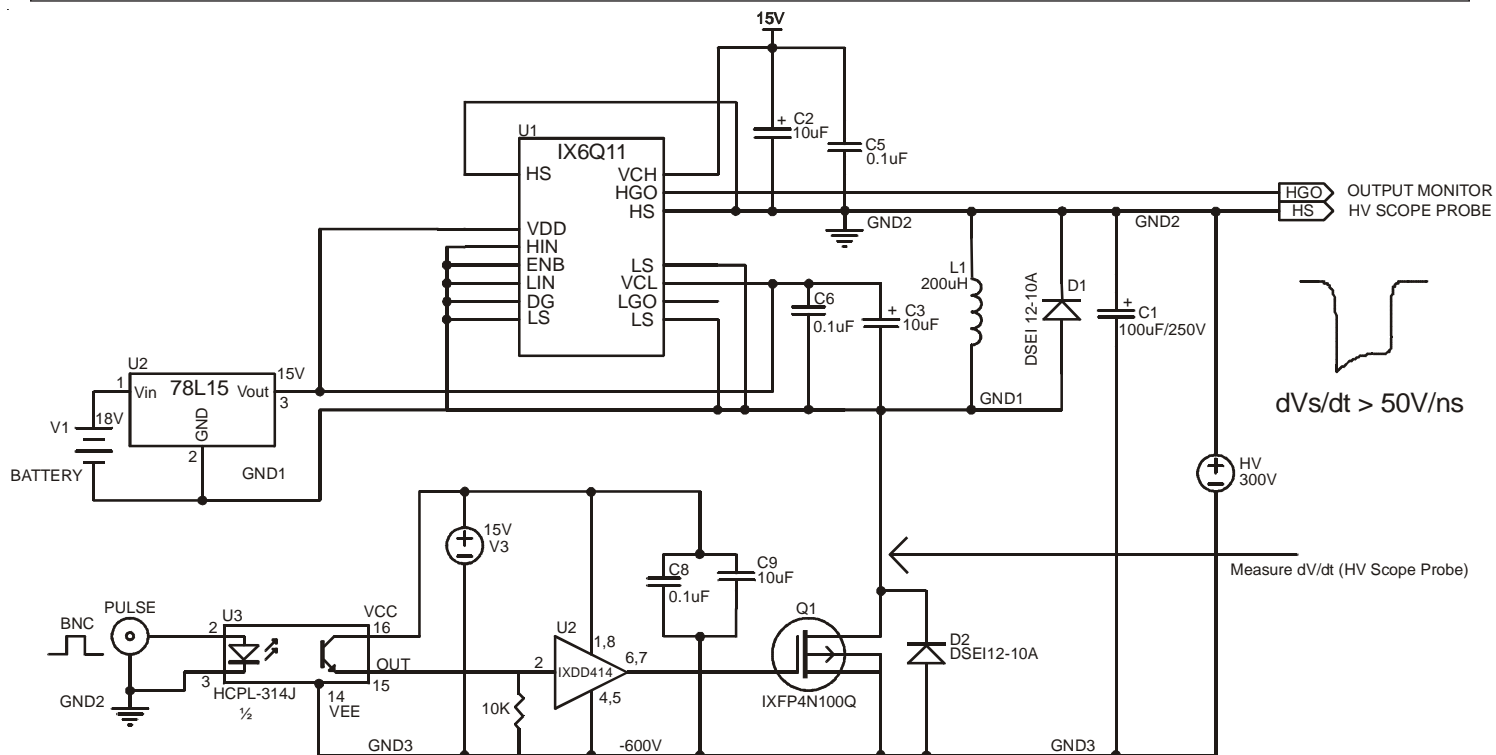 15V
C2
+
10uF
C5
0.1uF
U1
IX6Q11
HS
VCH
HGO
HS
VDD
HIN
ENB
LIN
DG
LS
LS
VCL
LGO
LS
HGO
OUTPUT MONITOR
HS
HV SCOPE PROBE
GND2
GND2
L1
200uH
DSEI 12-10A
D1
+
C1
100uF/250V
C6
0.1uF
+
C3
10uF
dVs/dt > 50V/ns
U2
78L15
1
Vin
Vout
15V
3
GND
2
V1
18V
BATTERY
GND1
GND1
+
HV
300V
15V
+
V3
C8
0.1uF
C9
10uF
Measure dV/dt (HV Scope Probe)
BNC
PULSE
GND2
U3
2
3
VCC
16
OUT
15
HCPL-314J
½
14
VEE
10K
U2
2
IXDD414
1,8
6,7
4,5
Q1
IXFP4N100Q
D2
DSEI12-10A
GND3
-600V
GND3